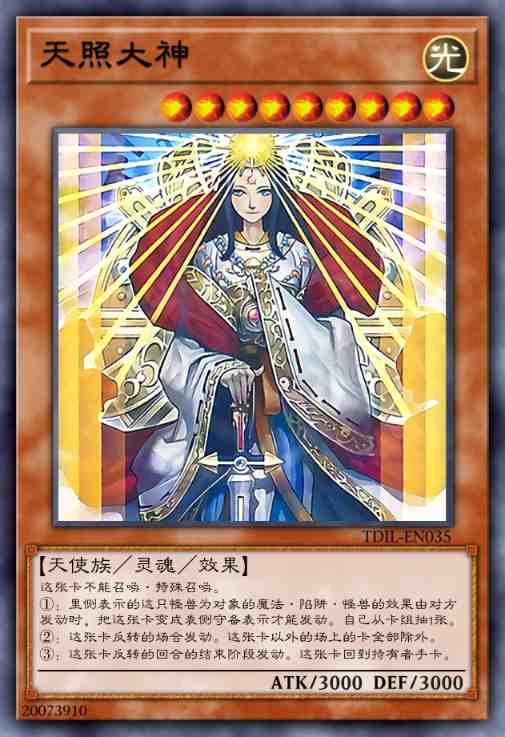 天照大神
光
TDIL-EN035
【天使族／灵魂／效果】
这张卡不能召唤·特殊召唤。
①：里侧表示的这只怪兽为对象的魔法·陷阱·怪兽的效果由对方
发动时，把这张卡变成表侧守备表示才能发动。自己从卡组抽1张。
②：这张卡反转的场合发动。这张卡以外的场上的卡全部除外。
③：这张卡反转的回合的结束阶段发动。这张卡回到持有者手卡。
ATK/3000 DEF/3000
20073910